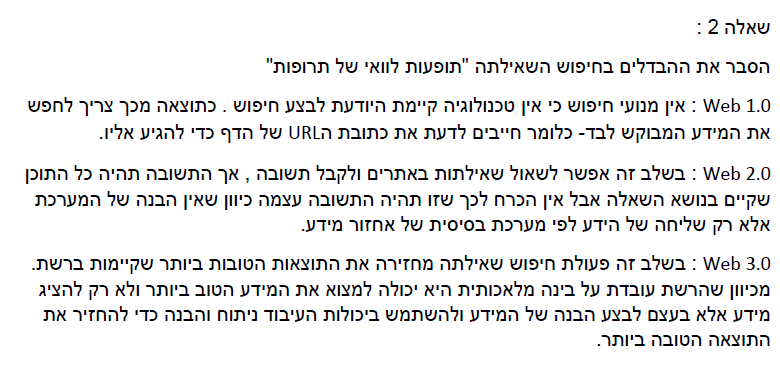 שאלה 2 :
הסבר את ההבדלים בחיפוש השאילתה "תופעות לוואי של תרופות"
Web 1.0 : אין מנועי חיפוש כי אין טכנולוגיה קיימת היודעת לבצע חיפוש . כתוצאה מכך צריך לחפש
את המידע המבוקש לבד- כלומר חייבים לדעת את כתובת הURL של הדף כדי להגיע אליו.
Web 2.0 : בשלב זה אפשר לשאול שאילתות באתרים ולקבל תשובה , אך התשובה תהיה כל התוכן
שקיים בנושא השאלה אבל אין הכרח לכך שזו תהיה התשובה עצמה כיוון שאין הבנה של המערכת
אלא רק שליחה של הידע לפי מערכת בסיסית של אחזור מידע.
Web 3.0 : בשלב זה פעולת חיפוש שאילתה מחזירה את התוצאות הטובות ביותר שקיימות ברשת.
מכיוון שהרשת עובדת על בינה מלאכותית היא יכולה למצוא את המידע הטוב ביותר ולא רק להציג
מידע אלא בעצם לבצע הבנה של המידע ולהשתמש ביכולות העיבוד ניתוח והבנה כדי להחזיר את
התוצאה הטובה ביותר.